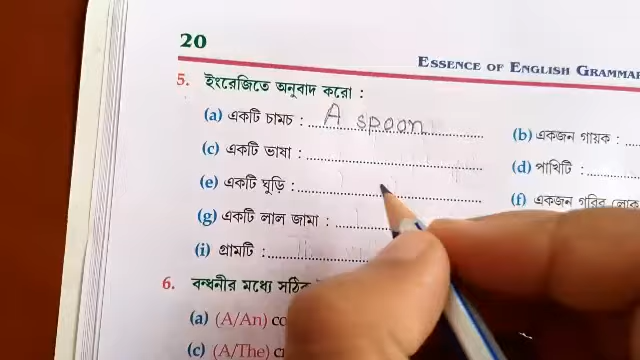 20
ESSENCE OF ENGLISH GRAMMAR
5. ইংরেজিতে অনুবাদ করো :
(a) একটি চামচ : A spoon
(b) একজন গায়ক :
(c) একটি ভাষা :
(d) পাখিটি :
(e) একটি ঘুড়ি :
(f) একজন গরিব লোক
(g) একটি লাল জামা :
(i) গ্রামটি :
6. বন্ধনীর মধ্যে সঠিক
(a) (A/An)
(c) (A/The)